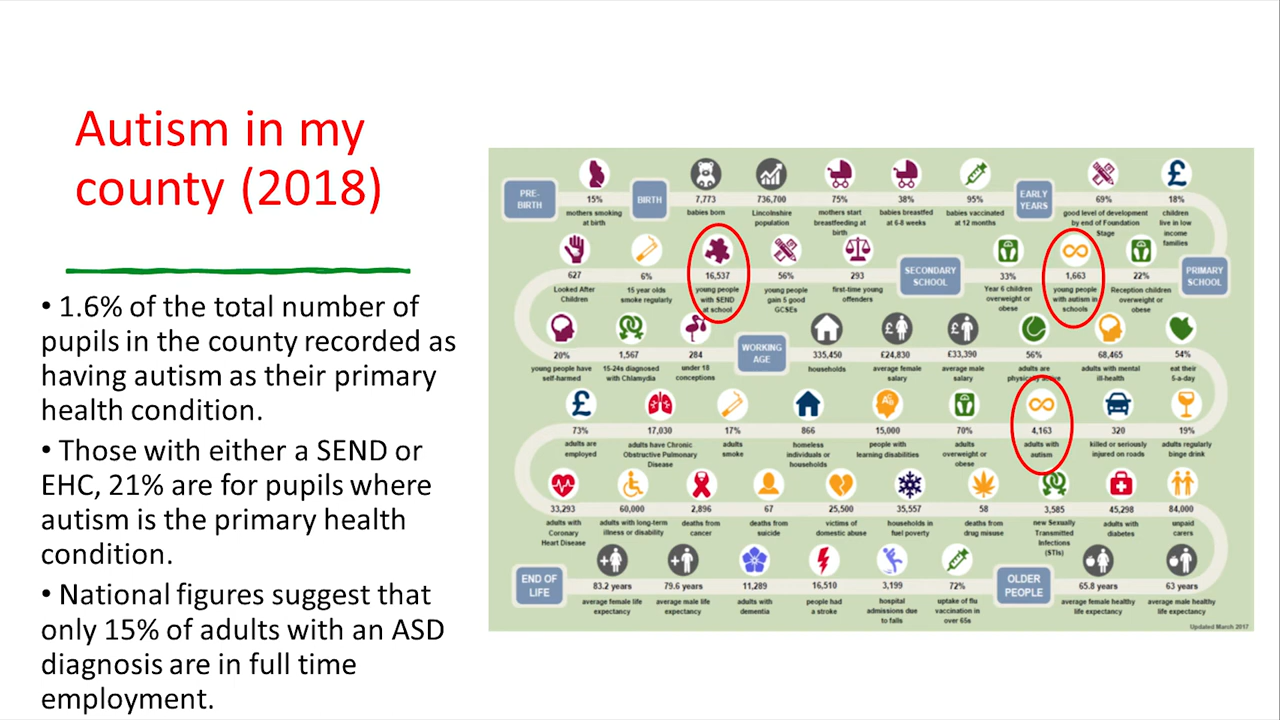 Autism in my
county (2018)
• 1.6% of the total number of
pupils in the county recorded as
having autism as their primary
health condition.
• Those with either a SEND or
EHC, 21% are for pupils where
autism is the primary health
condition.
• National figures suggest that
only 15% of adults with an ASD
diagnosis are in full time
employment.
PRE-
BIRTH
15%
mothers smoking
at birth
BIRTH
7,773
babies born
736,700
Lincolnshire
population
75%
mothers start
breastfeeding at
birth
38%
babies breastfed
at 6-8 weeks
95%
babies vaccinated
at 12 months
EARLY
YEARS
69%
good level of development
by end of Foundation
Stage
18%
children
live in low
income
families
627
Looked After
Children
6%
15 year olds
smoke regularly
16,537
young people
with SEND
at school
56%
young people
gain 5 good
GCSEs
293
first-time young
offenders
SECONDARY
SCHOOL
33%
Year 6 children
overweight or
obese
1,663
young people
with autism in
schools
22%
Reception children
overweight or
obese
PRIMARY
SCHOOL
20%
young people have
self-harmed
1,567
15-24s diagnosed
with Chlamydia
284
under 18
conceptions
WORKING
AGE
335,450
households
£24,830
average female
salary
£33,390
average male
salary
56%
adults are
physically active
68,465
adults with mental
ill-health
54%
eat their
5-a-day
73%
adults are
employed
17,030
adults have Chronic
Obstructive Pulmonary
Disease
17%
adults
smoke
866
homeless
individuals or
households
15,000
people with
learning disabilities
70%
adults
overweight or
obese
4,163
adults with
autism
320
killed or seriously
injured on roads
19%
adults regularly
binge drink
33,293
adults with
Coronary
Heart Disease
60,000
adults with long-term
illness or disability
2,896
deaths from
cancer
67
deaths from
suicide
25,500
victims of
domestic abuse
35,557
households in
fuel poverty
58
deaths from
drug misuse
3,585
new Sexually
Transmitted
Infections
(STIs)
45,298
adults with
diabetes
84,000
unpaid
carers
END OF
LIFE
83.2 years
average female life
expectancy
79.6 years
average male life
expectancy
11,289
adults with
dementia
16,510
people had
a stroke
3,199
hospital
admissions due
to falls
72%
uptake of flu
vaccination in
over 65s
OLDER
PEOPLE
65.8 years
average female healthy
life expectancy
63 years
average male healthy
life expectancy
Updated March 2017